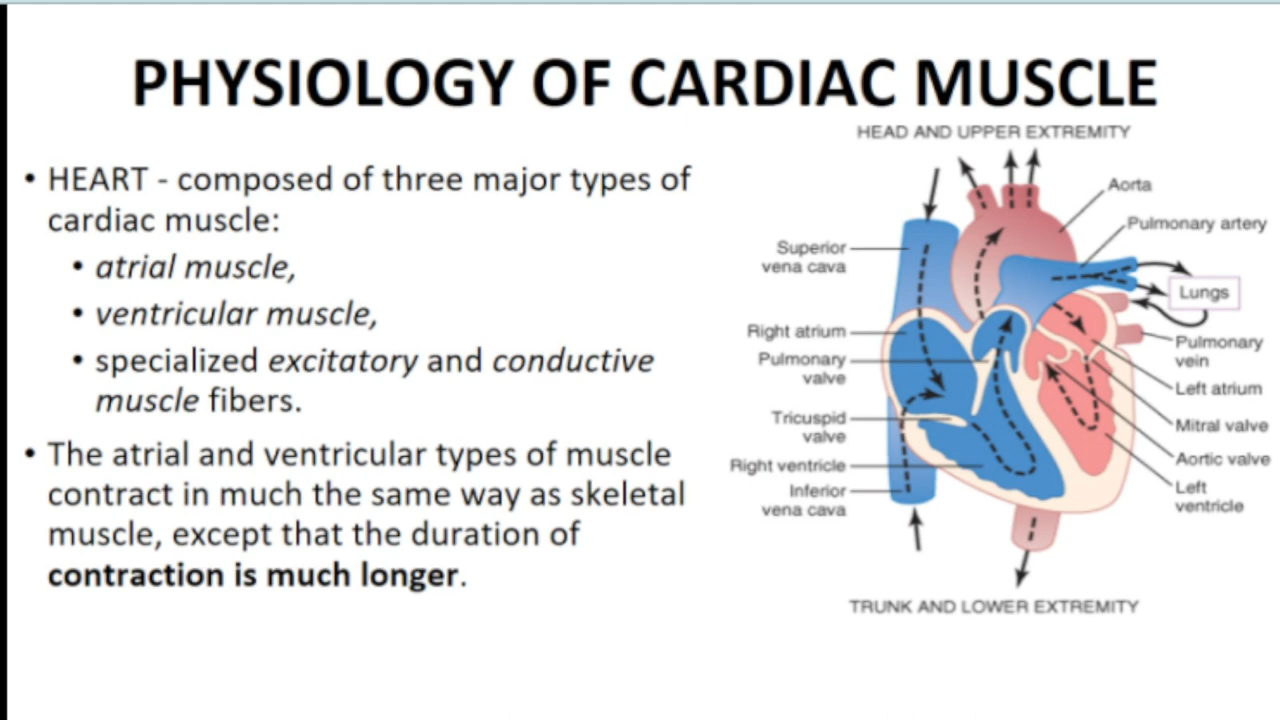 PHYSIOLOGY OF CARDIAC MUSCLE
• HEART - composed of three major types of
cardiac muscle:
• atrial muscle,
• ventricular muscle,
• specialized excitatory and conductive
muscle fibers.
• The atrial and ventricular types of muscle
contract in much the same way as skeletal
muscle, except that the duration of
contraction is much longer.
HEAD AND UPPER EXTREMITY
Superior
vena cava
Right atrium
Pulmonary
valve
Tricuspid
valve
Right ventricle
Inferior
vena cava
Aorta
Pulmonary artery
Lungs
Pulmonary
vein
Left atrium
Mitral valve
Aortic valve
Left
ventricle
TRUNK AND LOWER EXTREMITY